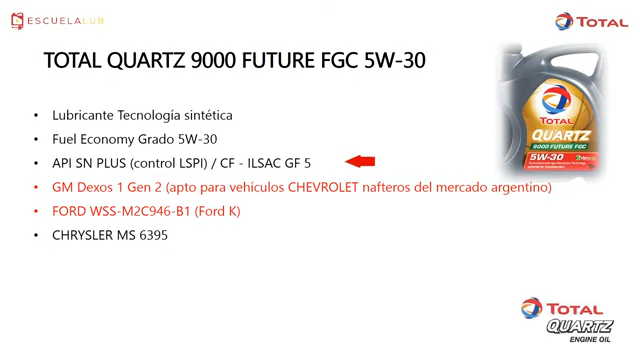 ESCUELALUB
TOTAL
TOTAL QUARTZ 9000 FUTURE FGC 5W-30
• Lubricante Tecnología sintética
• Fuel Economy Grado 5W-30
• API SN PLUS (control LSPI) / CF - ILSAC GF 5
• GM Dexos 1 Gen 2 (apto para vehículos CHEVROLET nafteros del mercado argentino)
• FORD WSS-M2C946-B1 (Ford K)
• CHRYSLER MS 6395
TOTAL
QUARTZ
9000 FUTURE FGC
5W-30
TOTAL
QUARTZ
ENGINE OIL